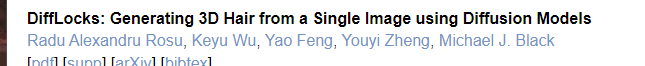 DiffLocks: Generating 3D Hair from a Single Image using Diffusion Models
Radu Alexandru Rosu, Keyu Wu, Yao Feng, Youyi Zheng, Michael J. Black
[pdf] [supp] [arXiv] [bibtex]